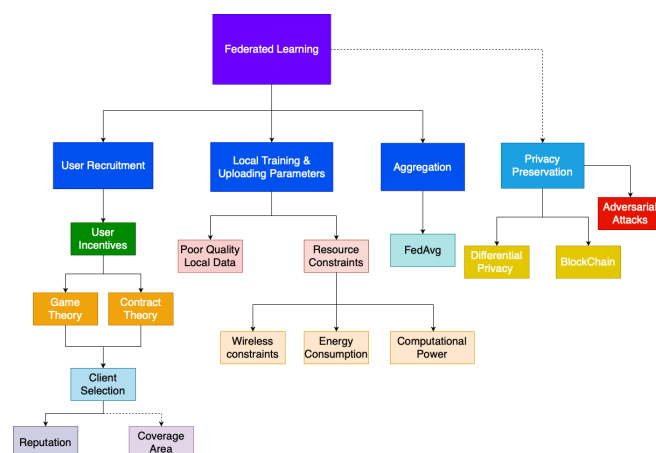 Federated Learning
User Recruitment
Local Training &
Uploading Parameters
Aggregation
Privacy
Preservation
Adversarial
Attacks
User
Incentives
Poor Quality
Local Data
Resource
Constraints
FedAvg
Differential
Privacy
BlockChain
Game
Theory
Contract
Theory
Wireless
constraints
Energy
Consumption
Computational
Power
Client
Selection
Reputation
Coverage
Area